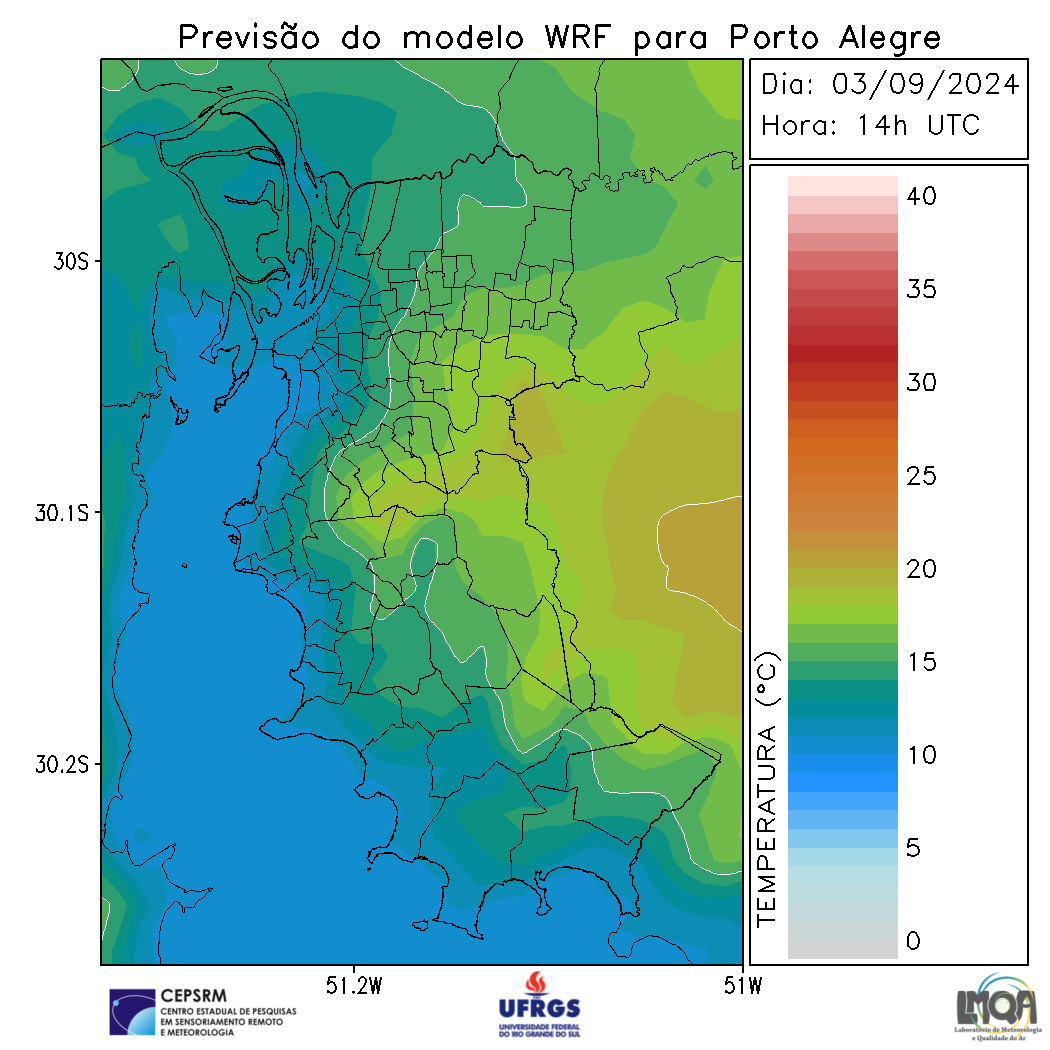 Previsão do modelo WRF para Porto Alegre
Dia: 03/09/2024
Hora: 14h UTC
30S
30.1S
30.2S
51.2W
51W
TEMPERATURA (°C)
40
35
30
25
20
15
10
5
0
CEPSRM
CENTRO ESTADUAL DE PESQUISAS
EM SENSORIAMENTO REMOTO
E METEOROLOGIA
UFRGS
UNIVERSIDADE FEDERAL
DO RIO GRANDE DO SUL
LMQA
Laboratório de Meteorologia
e Qualidade do Ar